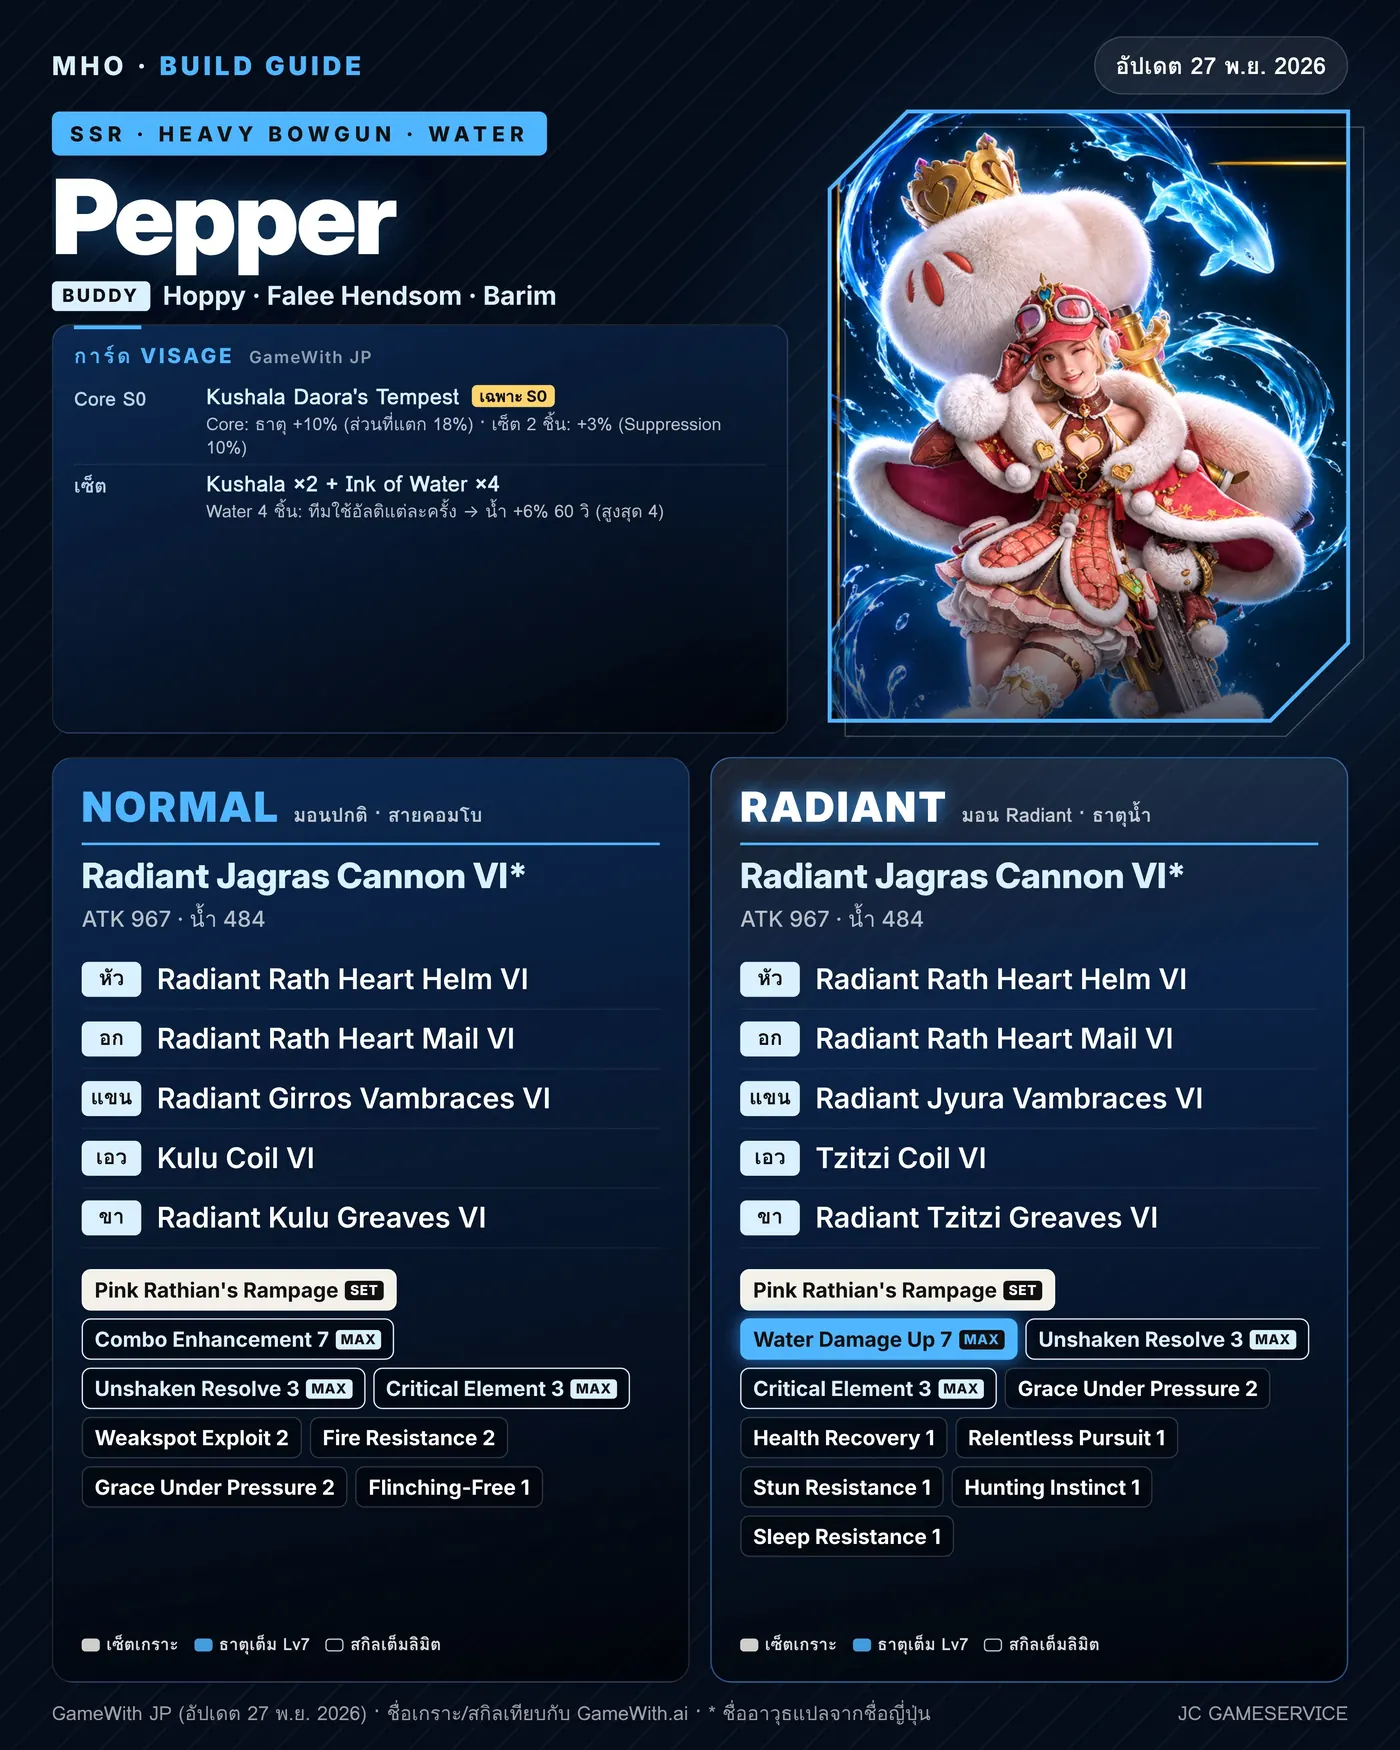 MHO · BUILD GUIDE
อัปเดต 27 พ.ย. 2026
SSR · HEAVY BOWGUN · WATER
Pepper
BUDDY Hoppy · Falee Hendsom · Barim
การ์ด VISAGE GameWith JP
Core S0 Kushala Daora's Tempest เฉพาะ S0
Core: ธาตุ +10% (ส่วนที่แตก 18%) · เซ็ต 2 ชิ้น: +3% (Suppression
10%)
เซ็ต Kushala ×2 + Ink of Water ×4
Water 4 ชิ้น: ทีมใช้อัลติแต่ละครั้ง → น้ำ +6% 60 วิ (สูงสุด 4)
NORMAL มอนปกติ · สายคอมโบ
Radiant Jagras Cannon VI*
ATK 967 · น้ำ 484
หัว Radiant Rath Heart Helm VI
อก Radiant Rath Heart Mail VI
แขน Radiant Girros Vambraces VI
เอว Kulu Coil VI
ขา Radiant Kulu Greaves VI
Pink Rathian's Rampage SET
Combo Enhancement 7 MAX
Unshaken Resolve 3 MAX Critical Element 3 MAX
Weakspot Exploit 2 Fire Resistance 2
Grace Under Pressure 2 Flinching-Free 1
เซ็ตเกราะ ธาตุเต็ม Lv7 สกิลเต็มลิมิต
RADIANT มอน Radiant · ธาตุน้ำ
Radiant Jagras Cannon VI*
ATK 967 · น้ำ 484
หัว Radiant Rath Heart Helm VI
อก Radiant Rath Heart Mail VI
แขน Radiant Jyura Vambraces VI
เอว Tzitzi Coil VI
ขา Radiant Tzitzi Greaves VI
Pink Rathian's Rampage SET
Water Damage Up 7 MAX Unshaken Resolve 3 MAX
Critical Element 3 MAX Grace Under Pressure 2
Health Recovery 1 Relentless Pursuit 1
Stun Resistance 1 Hunting Instinct 1
Sleep Resistance 1
เซ็ตเกราะ ธาตุเต็ม Lv7 สกิลเต็มลิมิต
GameWith JP (อัปเดต 27 พ.ย. 2026) · ชื่อเกราะ/สกิลเทียบกับ GameWith.ai · * ชื่ออาวุธแปลจากชื่อญี่ปุ่น
JC GAMESERVICE